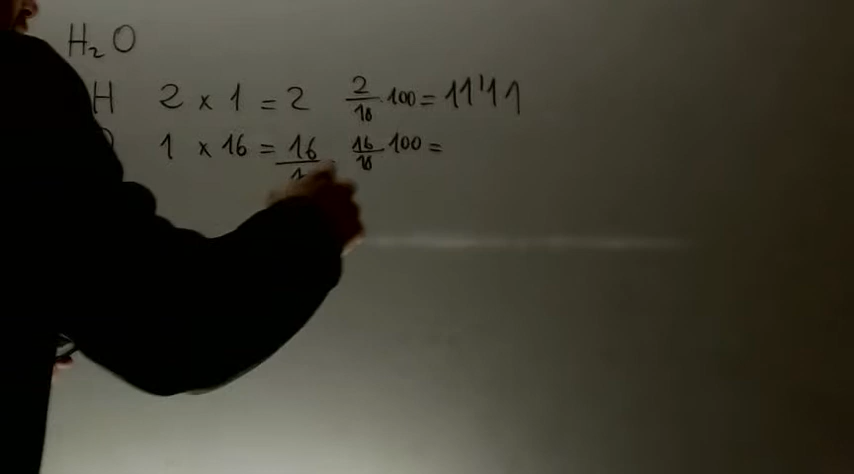 H₂O
H 2 x 1 = 2 2/18 · 100 = 11'11
1 x 16 = 16 16/18 100 =